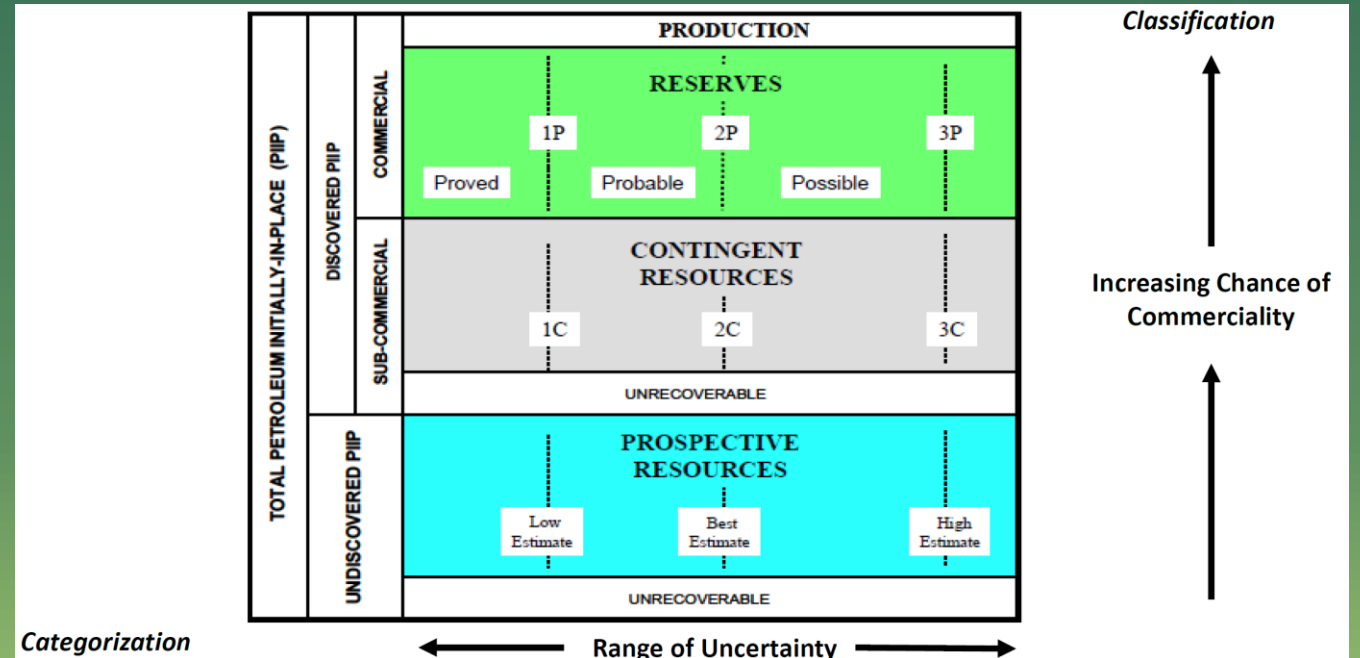 Classification
PRODUCTION
RESERVES
1P
2P
3P
Proved
Probable
Possible
CONTINGENT
RESOURCES
1C
2C
3C
UNRECOVERABLE
PROSPECTIVE
RESOURCES
Low
Estimate
Best
Estimate
High
Estimate
UNRECOVERABLE
TOTAL PETROLEUM INITIALLY-IN-PLACE (PIIP)
DISCOVERED PIIP
UNDISCOVERED PIIP
COMMERCIAL
SUB-COMMERCIAL
Increasing Chance of
Commerciality
Categorization
Range of Uncertainty